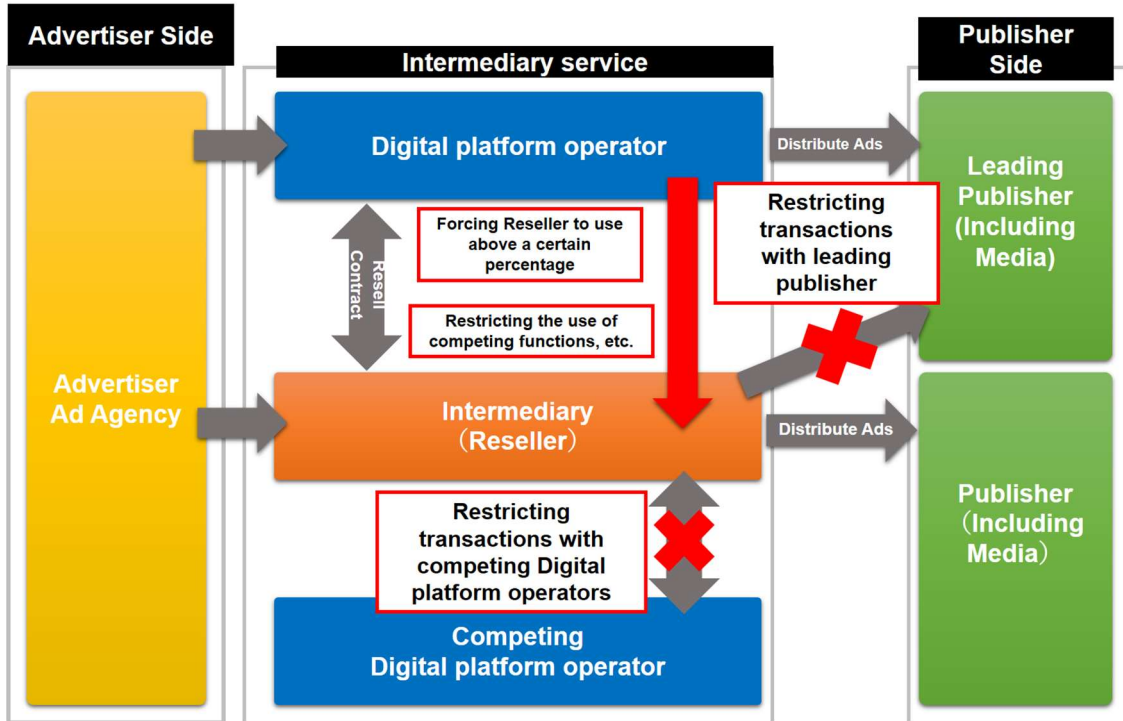 Advertiser Side
Intermediary service
Publisher
Side
Digital platform operator
Distribute Ads
Leading
Publisher
(Including
Media)
Restricting
transactions
with leading
publisher
Forcing Reseller to use
above a certain
percentage
Resell
Contract
Restricting the use of
competing functions, etc.
Advertiser
Ad Agency
Intermediary
（Reseller）
Distribute Ads
Publisher
（Including
Media）
Restricting
transactions with
competing Digital
platform operators
Competing
Digital platform operator